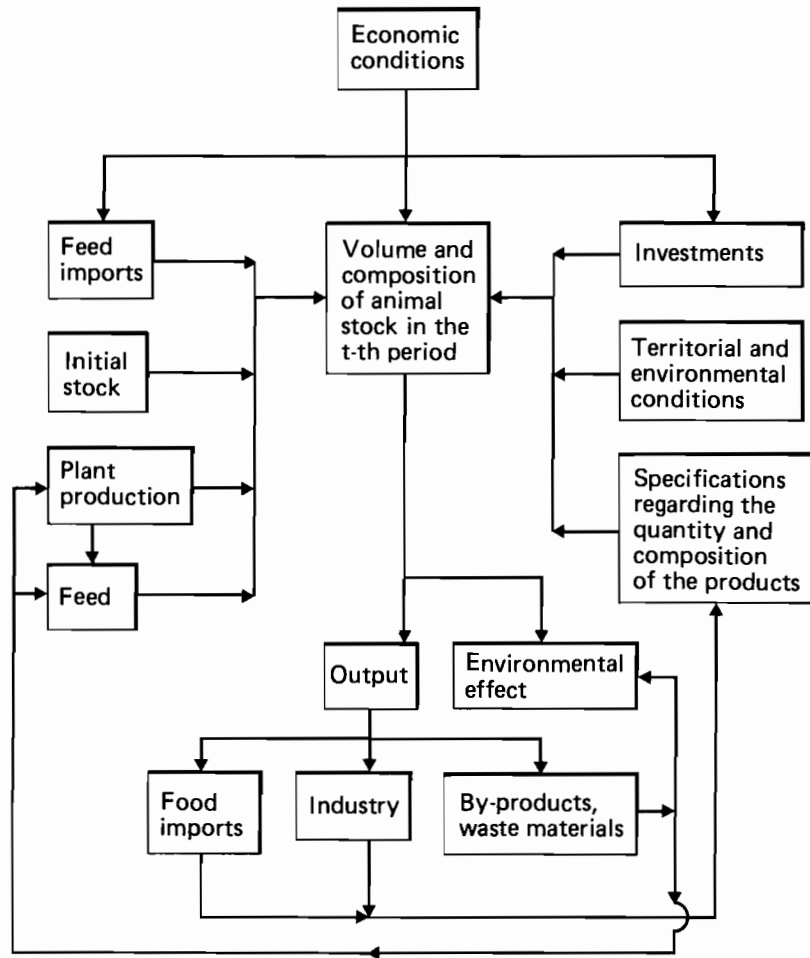 Economic
conditions
Feed
imports
Volume and
composition
of animal
stock in the
t-th period
Investments
Initial
stock
Territorial and
environmental
conditions
Plant
production
Specifications
regarding the
quantity and
composition
of the products
Feed
Output
Environmental
effect
Food
imports
Industry
By-products,
waste materials